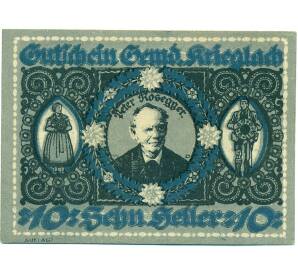 Gutschein Gemd. Krieglach
Peter Rosegger
10 Zehn Heller 10